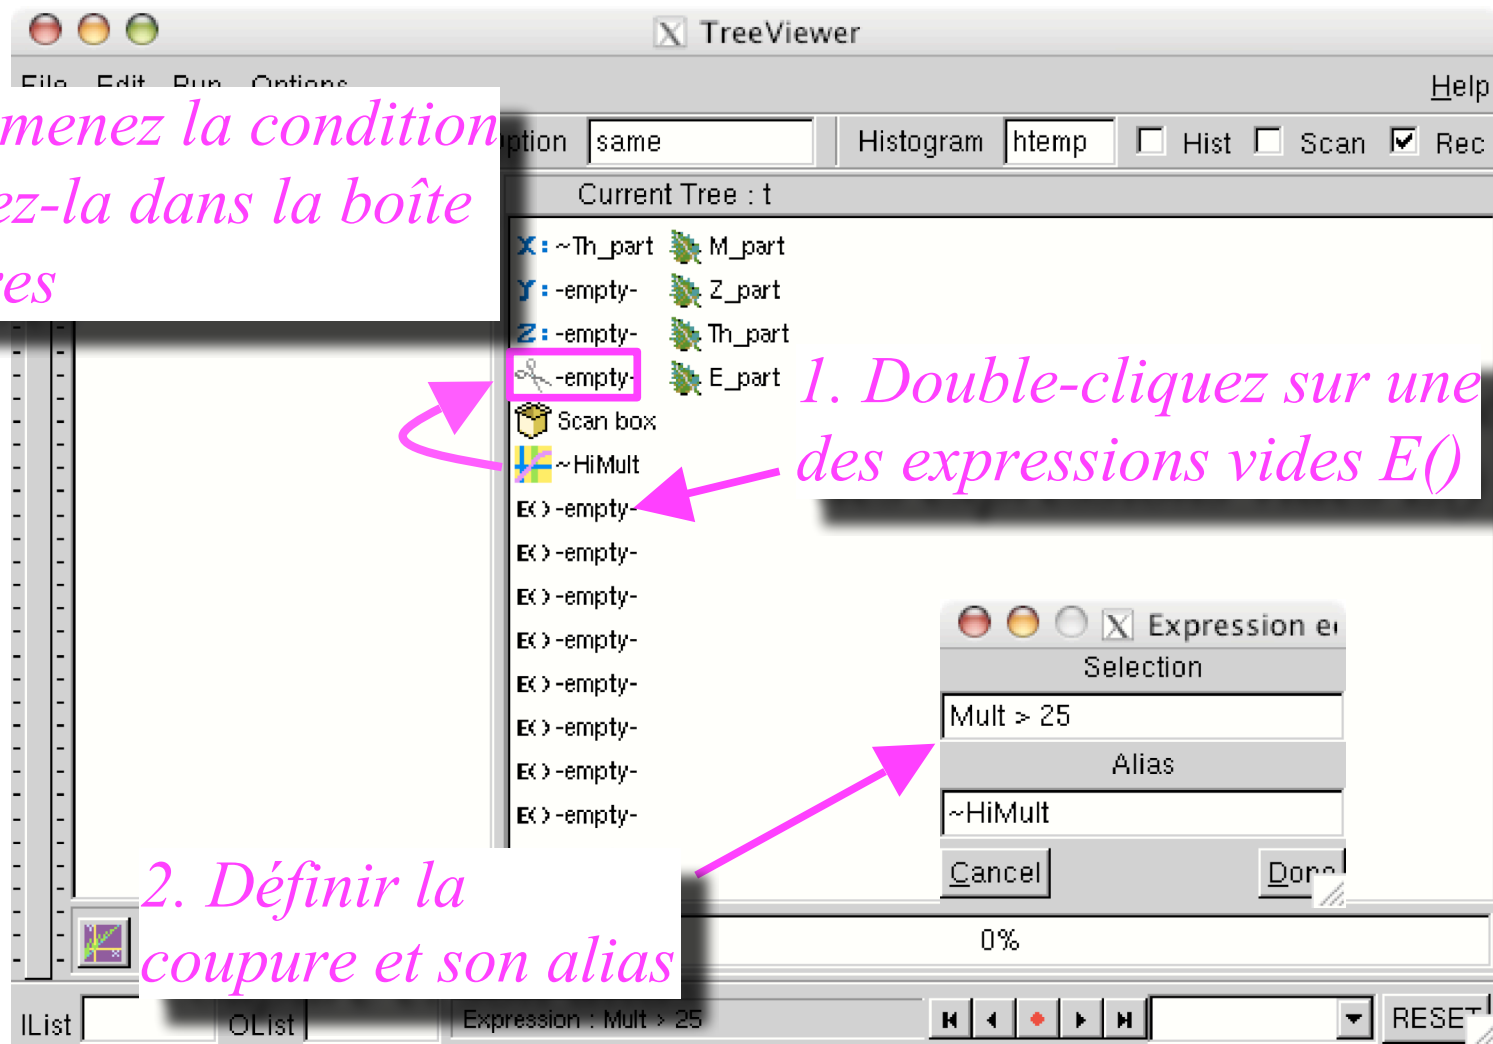 TreeViewer
File Edit Run Options Help
menez la condition
ption same Histogram htemp Hist Scan Rec
ez-la dans la boîte
Current Tree : t
X: ~Th_part M_part
Y: -empty- Z_part
Z: -empty- Th_part
-empty- E_part
Scan box
~HiMult
1. Double-cliquez sur une
des expressions vides E()
E() -empty-
E() -empty-
E() -empty-
E() -empty-
E() -empty-
E() -empty-
E() -empty-
E() -empty-
Selection
Expression
Mult > 25
Alias
~HiMult
Cancel Done
2. Définir la
coupure et son alias
0%
IList OList Expression : Mult > 25 RESET